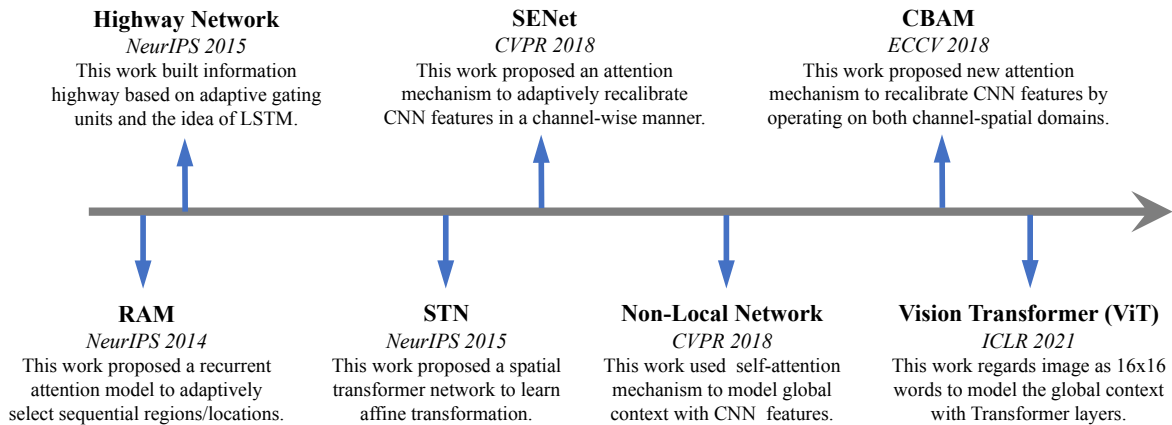 Highway Network
NeurIPS 2015
This work built information
highway based on adaptive gating
units and the idea of LSTM.
SENet
CVPR 2018
This work proposed an attention
mechanism to adaptively recalibrate
CNN features in a channel-wise manner.
CBAM
ECCV 2018
This work proposed new attention
mechanism to recalibrate CNN features by
operating on both channel-spatial domains.
RAM
NeurIPS 2014
This work proposed a recurrent
attention model to adaptively
select sequential regions/locations.
STN
NeurIPS 2015
This work proposed a spatial
transformer network to learn
affine transformation.
Non-Local Network
CVPR 2018
This work used self-attention
mechanism to model global
context with CNN features.
Vision Transformer (ViT)
ICLR 2021
This work regards image as 16x16
words to model the global context
with Transformer layers.